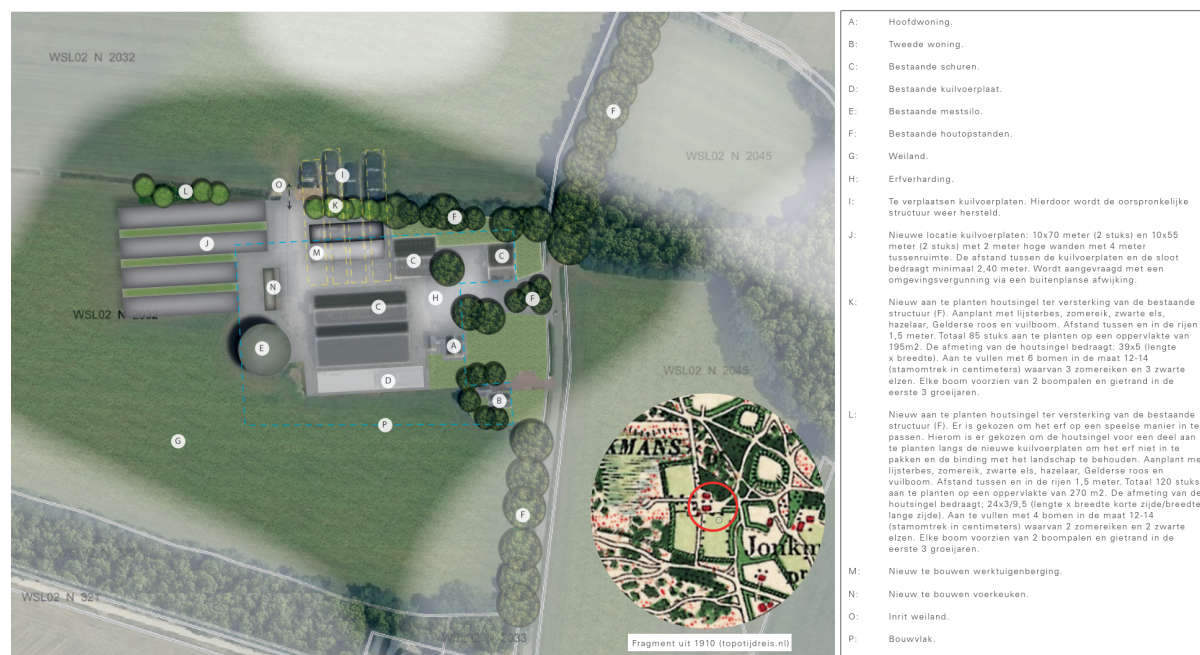 WSL02 N 2032
F
WSL02 N 2045
O
I
L
K
F
J
M
C
C
N
H
F
WSL02 N 2032
C
E
A
D
WSL02 N 2045
B
P
G
KMANS
F
Jonkin
WSL02 N 321
Fragment uit 1910 (topotijdreis.nl)
A: Hoofdwoning.
B: Tweede woning.
C: Bestaande schuren.
D: Bestaande kuilvoerplaat.
E: Bestaande mestsilo.
F: Bestaande houtopstanden.
G: Weiland.
H: Erfverharding.
I: Te verplaatsen kuilvoerplaten. Hierdoor wordt de oorspronkelijke
structuur weer hersteld.
J: Nieuwe locatie kuilvoerplaten: 10x70 meter (2 stuks) en 10x55
meter (2 stuks) met 2 meter hoge wanden met 4 meter
tussenruimte. De afstand tussen de kuilvoerplaten en de sloot
bedraagt minimaal 2,40 meter. Wordt aangevraagd met een
omgevingsvergunning via een buitenplanse afwijking.
K: Nieuw aan te planten houtsingel ter versterking van de bestaande
structuur (F). Aanplant met lijsterbes, zomereik, zwarte els,
hazelaar, Gelderse roos en vuilboom. Afstand tussen en in de rijen
1,5 meter. Totaal 85 stuks aan te planten op een oppervlakte van
195m2. De afmeting van de houtsingel bedraagt: 39x5 (lengte
x breedte). Aan te vullen met 6 bomen in de maat 12-14
(stamomtrek in centimeters) waarvan 3 zomereiken en 3 zwarte
elzen. Elke boom voorzien van 2 boompalen en gietrand in de
eerste 3 groeijaren.
L: Nieuw aan te planten houtsingel ter versterking van de bestaande
structuur (F). Er is gekozen om het erf op een speelse manier in te
passen. Hierom is er gekozen om de houtsingel voor een deel aan
te planten langs de nieuwe kuilvoerplaten om het erf niet in te
pakken en de binding met het landschap te behouden. Aanplant me
lijsterbes, zomereik, zwarte els, hazelaar, Gelderse roos en
vuilboom. Afstand tussen en in de rijen 1,5 meter. Totaal 120 stuks
aan te planten op een oppervlakte van 270 m2. De afmeting van de
houtsingel bedraagt; 24x3/9,5 (lengte x breedte korte zijde/breedte
lange zijde). Aan te vullen met 4 bomen in de maat 12-14
(stamomtrek in centimeters) waarvan 2 zomereiken en 2 zwarte
elzen. Elke boom voorzien van 2 boompalen en gietrand in de
eerste 3 groeijaren.
M: Nieuw te bouwen werktuigenberging.
N: Nieuw te bouwen voerkeuken.
O: Inrit weiland.
P: Bouwvlak.